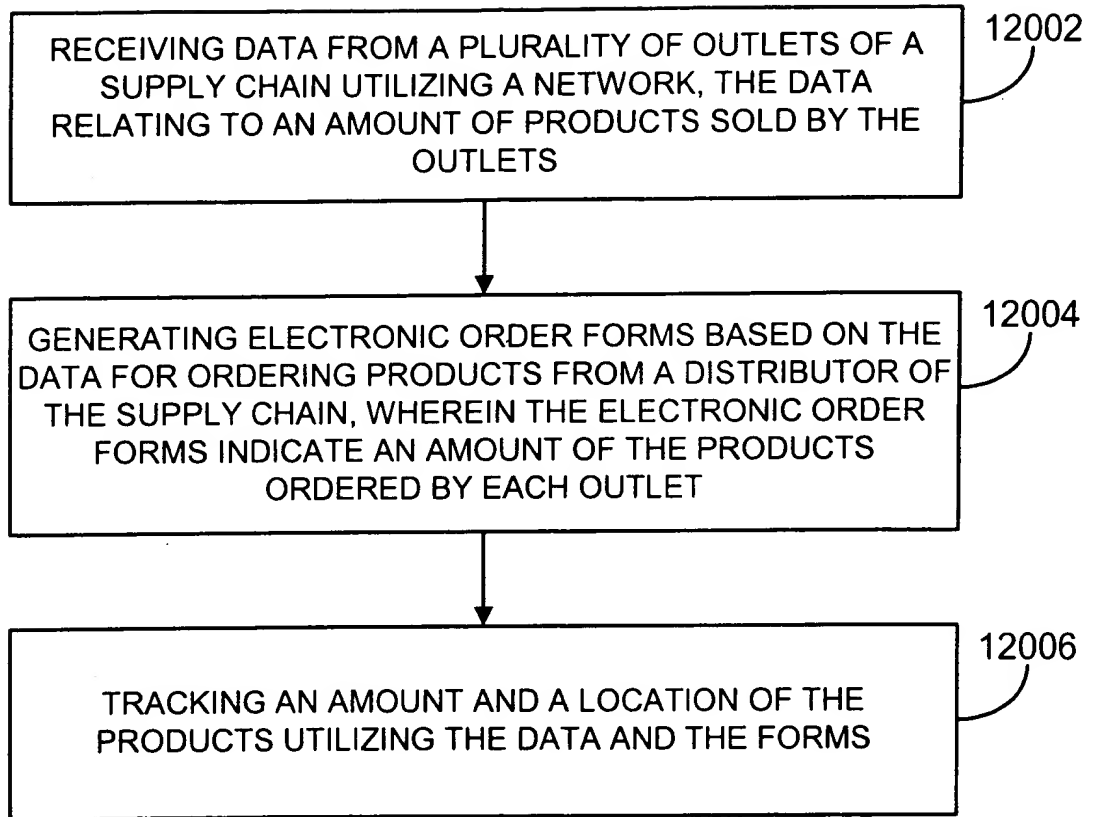 RECEIVING DATA FROM A PLURALITY OF OUTLETS OF A
SUPPLY CHAIN UTILIZING A NETWORK, THE DATA
RELATING TO AN AMOUNT OF PRODUCTS SOLD BY THE
OUTLETS
12002
GENERATING ELECTRONIC ORDER FORMS BASED ON THE
DATA FOR ORDERING PRODUCTS FROM A DISTRIBUTOR OF
THE SUPPLY CHAIN, WHEREIN THE ELECTRONIC ORDER
FORMS INDICATE AN AMOUNT OF THE PRODUCTS
ORDERED BY EACH OUTLET
12004
TRACKING AN AMOUNT AND A LOCATION OF THE
PRODUCTS UTILIZING THE DATA AND THE FORMS
12006